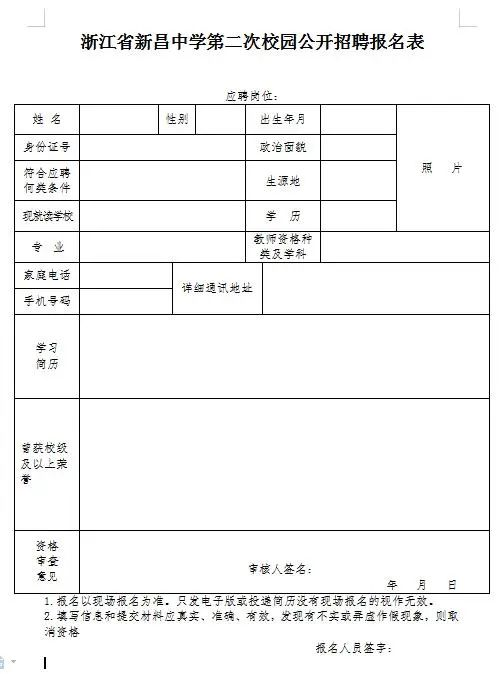 浙江省新昌中学第二次校园公开招聘报名表
应聘岗位：
姓 名
性别
出生年月
照 片
身份证号
政治面貌
符合应聘
何类条件
生源地
现就读学校
学 历
专 业
教师资格种
类及学科
家庭电话
详细通讯地址
手机号码
学习
简历
曾获校级
及以上荣
誉
资格
审查
意见
审核人签名：
年 月 日
1.报名以现场报名为准。只发电子版或投递简历没有现场报名的视作无效。
2.填写信息和提交材料应真实、准确、有效，发现有不实或弄虚作假现象，则取
消资格
报名人员签字：